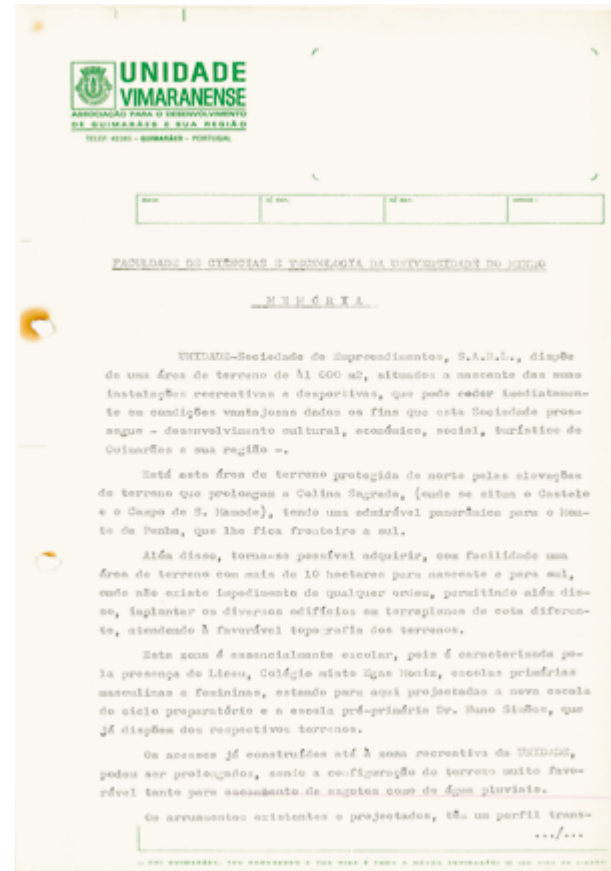 UNIDADE
VIMARANENSE
ASSOCIAÇÃO PARA O DESENVOLVIMENTO
DE GUIMARÃES E SUA REGIÃO
TELEF. - GUIMARÃES - PORTUGAL
FACULDADE DE CIÊNCIAS E TECNOLOGIA DA UNIVERSIDADE DO MINHO
MEMÓRIA
UNIDADE-Sociedade de Empreendimentos, S.A.R.L., dispõe
de uma área de terreno de 41 600 m2, situados a nascente das suas
instalações recreativas e desportivas, que pode ceder imediatamen-
te em condições vantajosas dados os fins que esta Sociedade pros-
segue - desenvolvimento cultural, económico, social, turístico de
Guimarães e sua região -.
Está esta área de terreno protegida de norte pelas elevações
do terreno que prolongam a Colina Sagrada, (onde se situa o Castelo
e o Campo de S. Mamede), tendo uma admirável panorâmica para o Mon-
te da Penha, que lhe fica fronteiro a sul.
Além disso, torna-se possível adquirir, com facilidade uma
área de terreno com mais de 10 hectares para nascente e para sul,
onde não existe impedimento de qualquer ordem, permitindo além dis-
so, implantar os diversos edifícios em terraplenos de cota diferen-
te, atendendo à favorável topografia dos terrenos.
Esta zona é essencialmente escolar, pois é caracterizada pe-
la presença do Liceu, Colégio mixto Egas Moniz, escolas primárias
masculinas e femininas, estando para aqui projectadas a nova escola
do ciclo preparatório e a escola pré-primária Dr. Nuno Simões, que
já dispõem dos respectivos terrenos.
Os acessos já construídos até à zona recreativa da UNIDADE,
podem ser prolongados, sendo a configuração do terreno muito favo-
rável tanto para escoamento de esgotos como de água pluviais.
Os arruamentos existentes e projectados, têm um perfil trans-
.../...